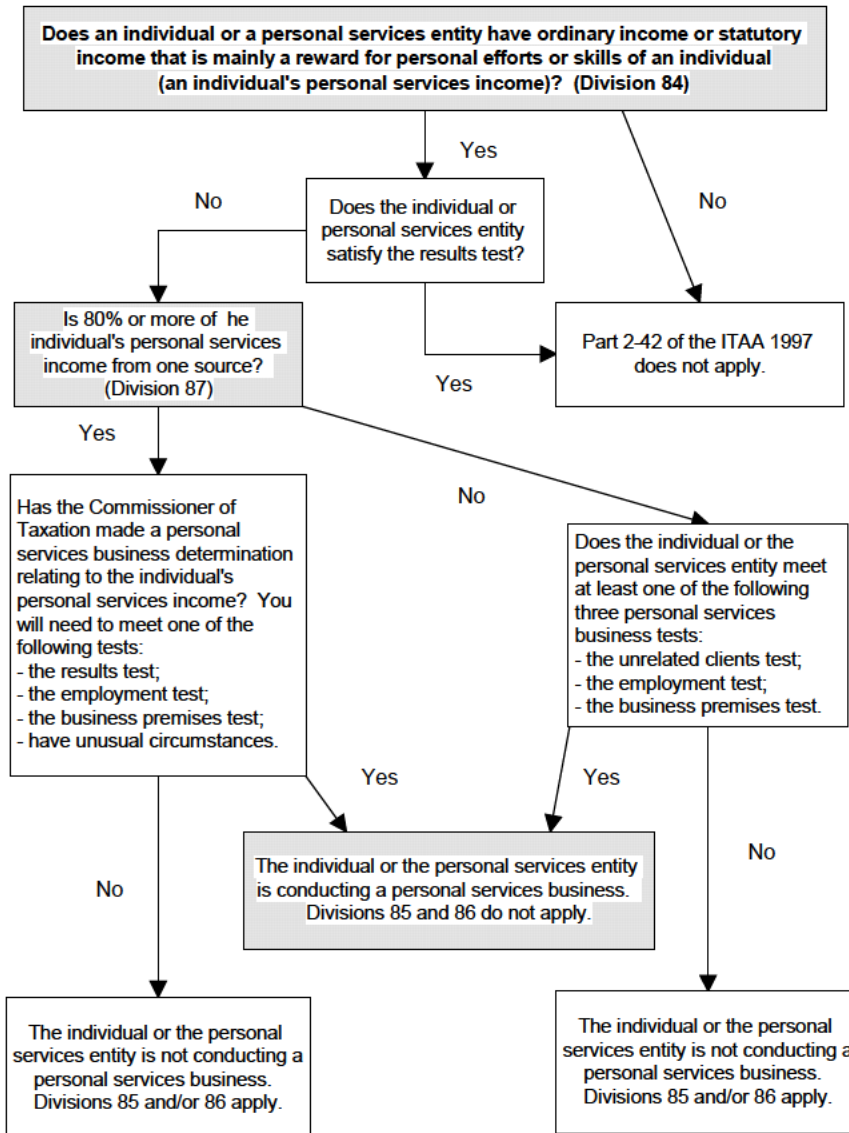 Does an individual or a personal services entity have ordinary income or statutory
income that is mainly a reward for personal efforts or skills of an individual
(an individual's personal services income)? (Division 84)
Yes
No
No
Does the individual or
personal services entity
satisfy the results test?
Is 80% or more of he
individual's personal services
income from one source?
(Division 87)
Part 2-42 of the ITAA 1997
does not apply.
Yes
Yes
No
Has the Commissioner of
Taxation made a personal
services business determination
relating to the individual's
personal services income? You
will need to meet one of the
following tests:
- the results test;
- the employment test;
- the business premises test;
- have unusual circumstances.
Does the individual or the
personal services entity meet
at least one of the following
three personal services
business tests:
- the unrelated clients test;
- the employment test;
- the business premises test.
Yes
Yes
No
No
The individual or the personal services entity
is conducting a personal services business.
Divisions 85 and 86 do not apply.
The individual or the personal
services entity is not conducting a
personal services business.
Divisions 85 and/or 86 apply.
The individual or the personal
services entity is not conducting a
personal services business.
Divisions 85 and/or 86 apply.